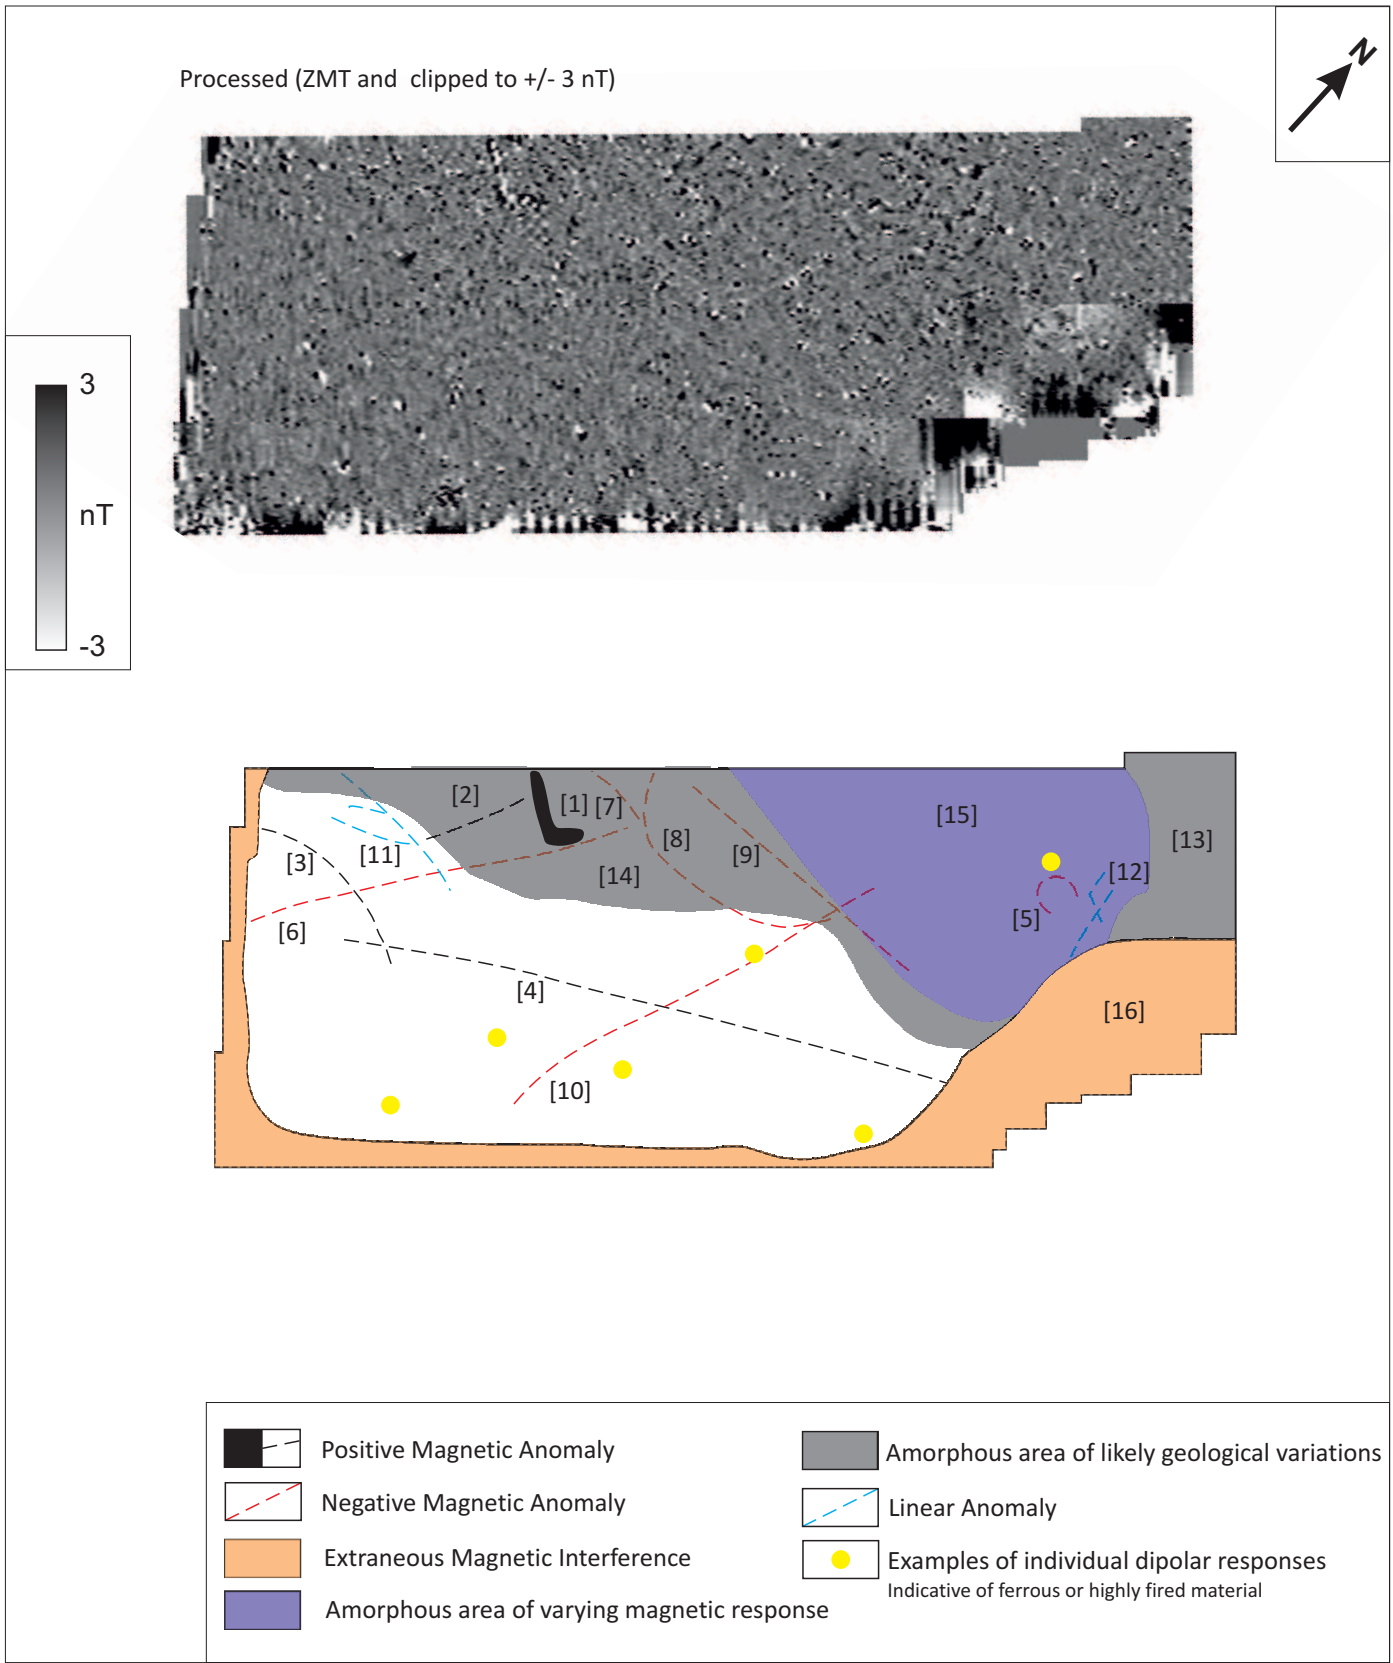 N
Processed (ZMT and clipped to +/- 3 nT)
3
nT
-3
[2]
[1]
[7]
[15]
[8]
[13]
[9]
[3]
[11]
[14]
[12]
[5]
[6]
[4]
[16]
[10]
Positive Magnetic Anomaly
Negative Magnetic Anomaly
Extraneous Magnetic Interference
Amorphous area of varying magnetic response
Amorphous area of likely geological variations
Linear Anomaly
Examples of individual dipolar responses
Indicative of ferrous or highly fired material